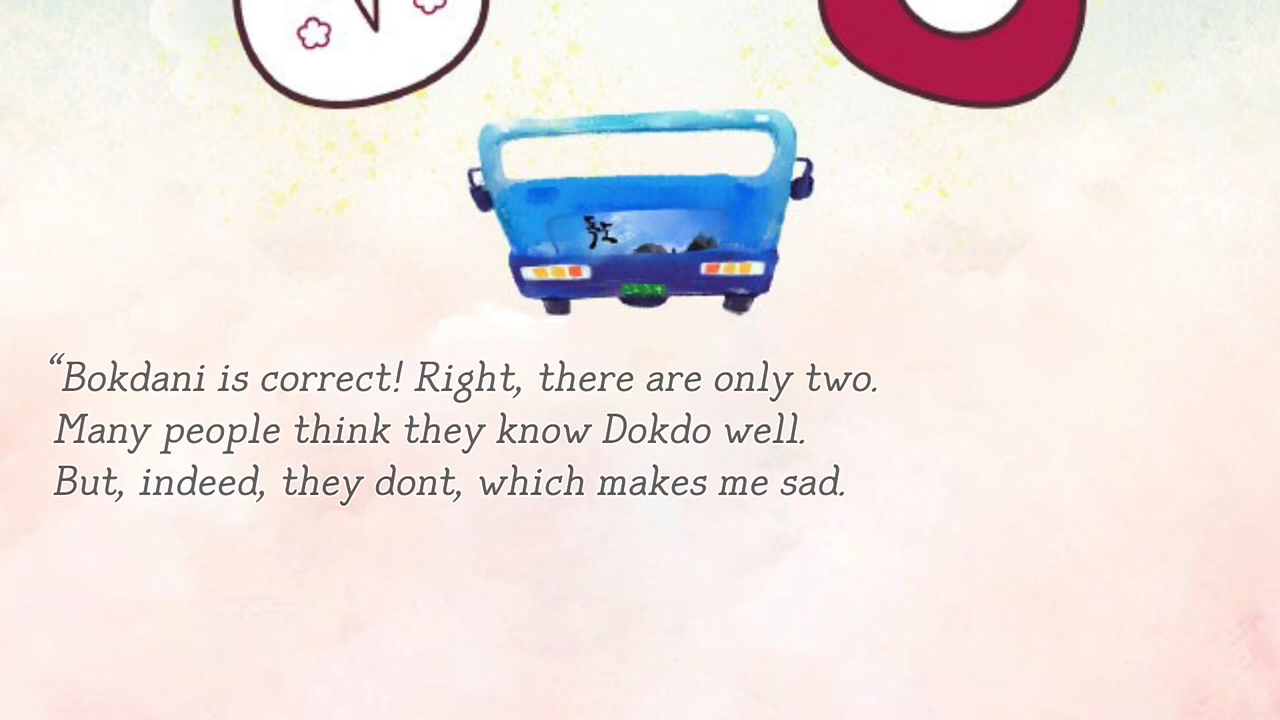 “Bokdani is correct! Right, there are only two.
Many people think they know Dokdo well.
But, indeed, they dont, which makes me sad.